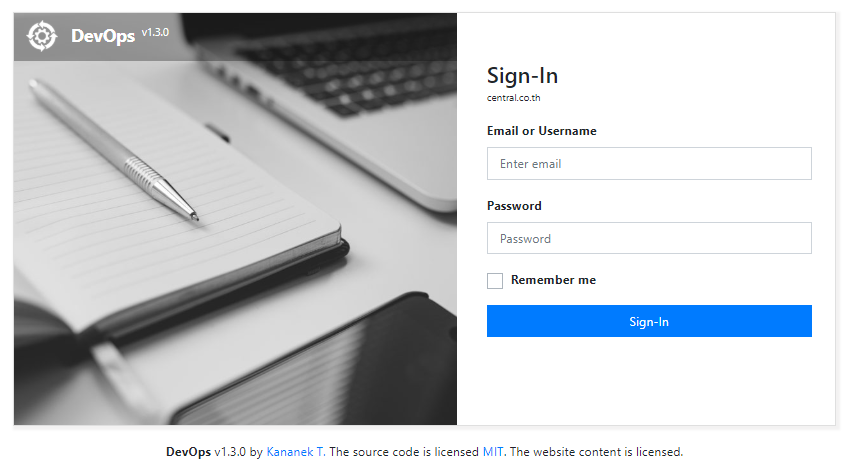 DevOps v1.3.0
Sign-In
central.co.th
Email or Username
Enter email
Password
Password
Remember me
Sign-In
DevOps v1.3.0 by Kananek T. The source code is licensed MIT. The website content is licensed.